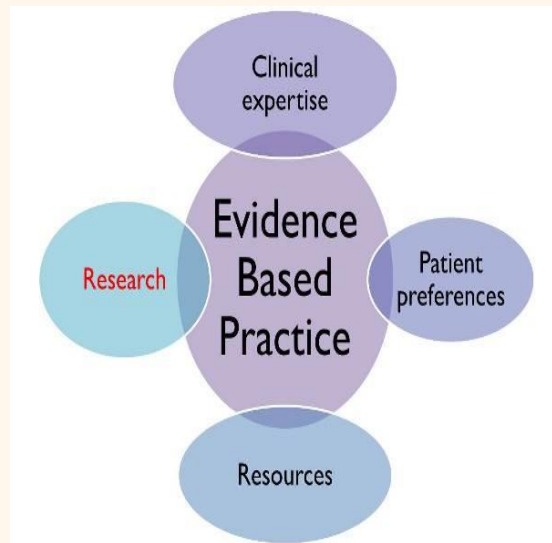 Clinical
expertise
Evidence
Based
Practice
Research
Patient
preferences
Resources